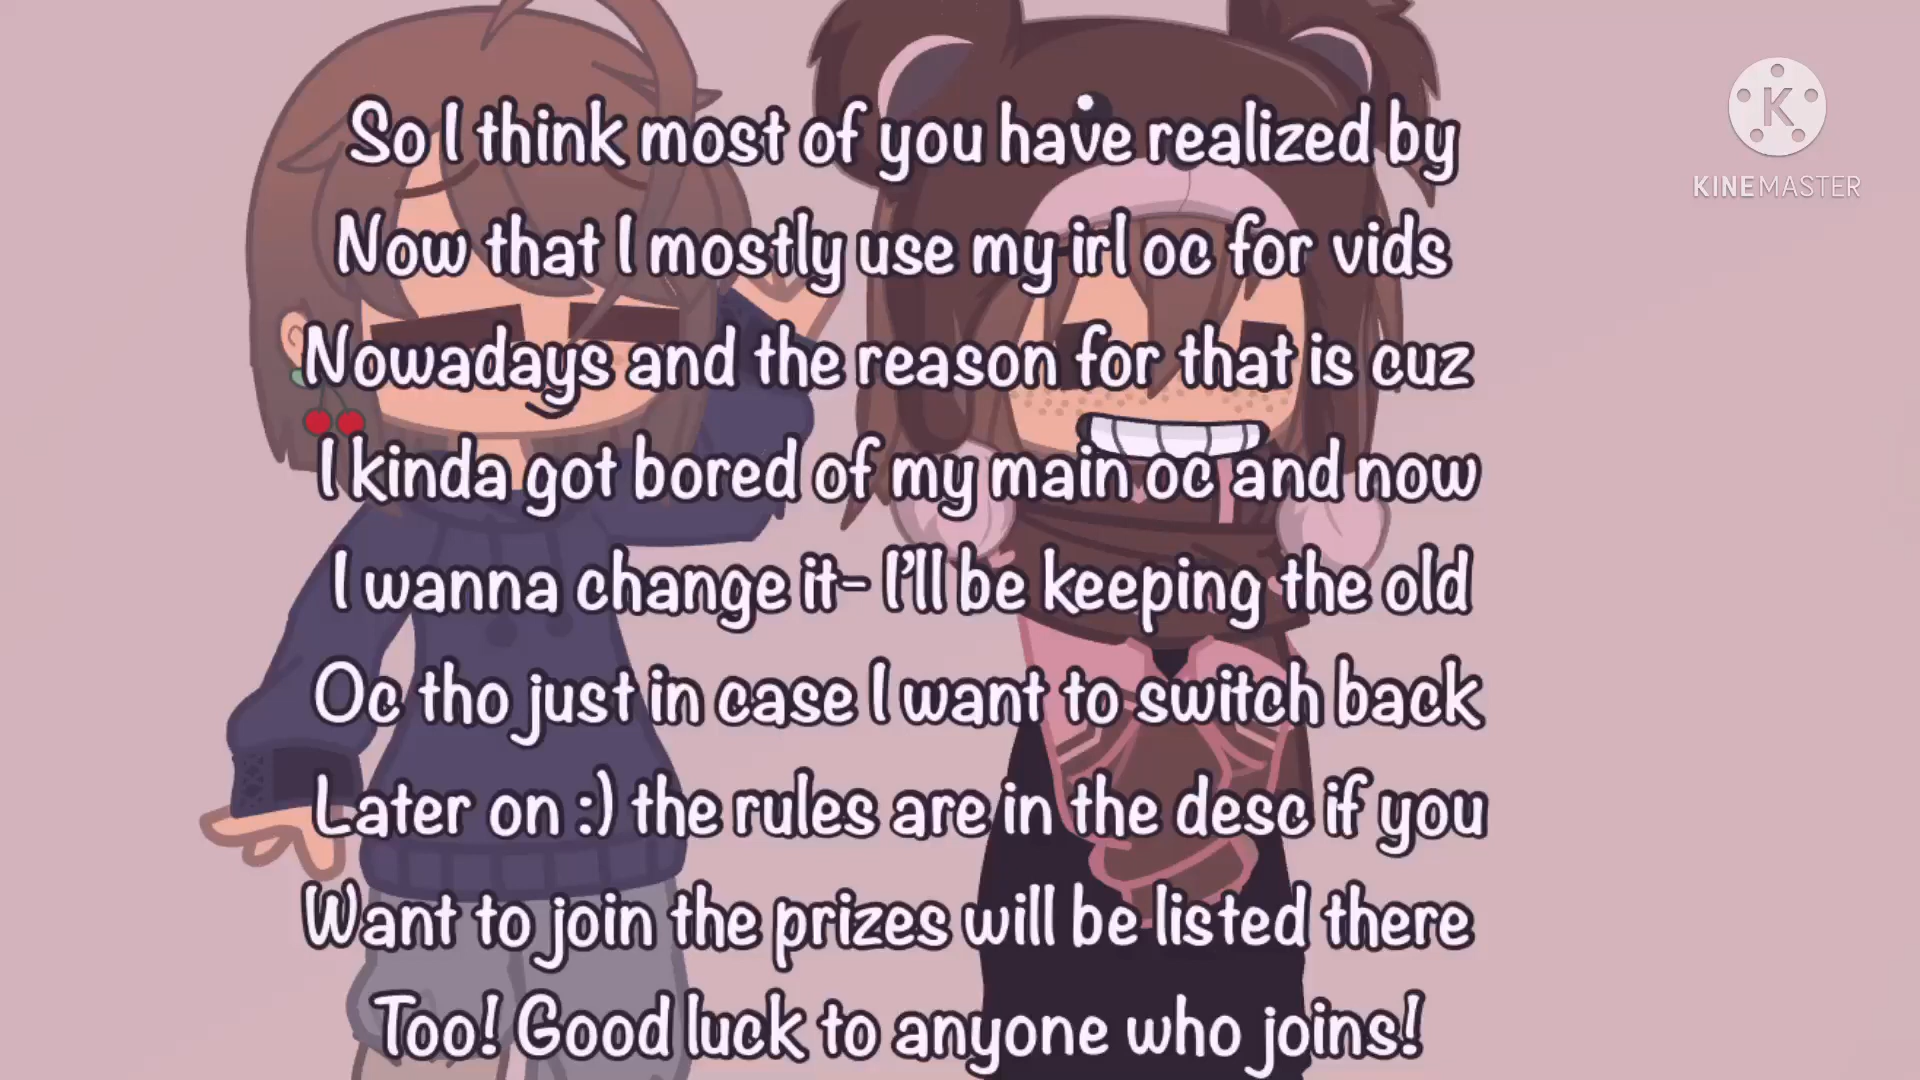 So I think most of you have realized by
Now that I mostly use my irl oc for vids
Nowadays and the reason for that is cuz
I kinda got bored of my main oc and now
I wanna change it- I'll be keeping the old
Oc tho just in case I want to switch back
Later on :) the rules are in the desc if you
Want to join the prizes will be listed there
Too! Good luck to anyone who joins!
K
KINEMASTER